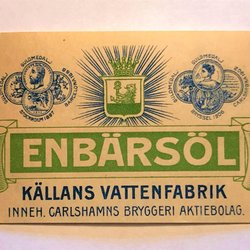 ENBÄRSÖL
KÄLLANS VATTENFABRIK
INNEH. CARLSHAMNS BRYGGERI AKTIEBOLAG.